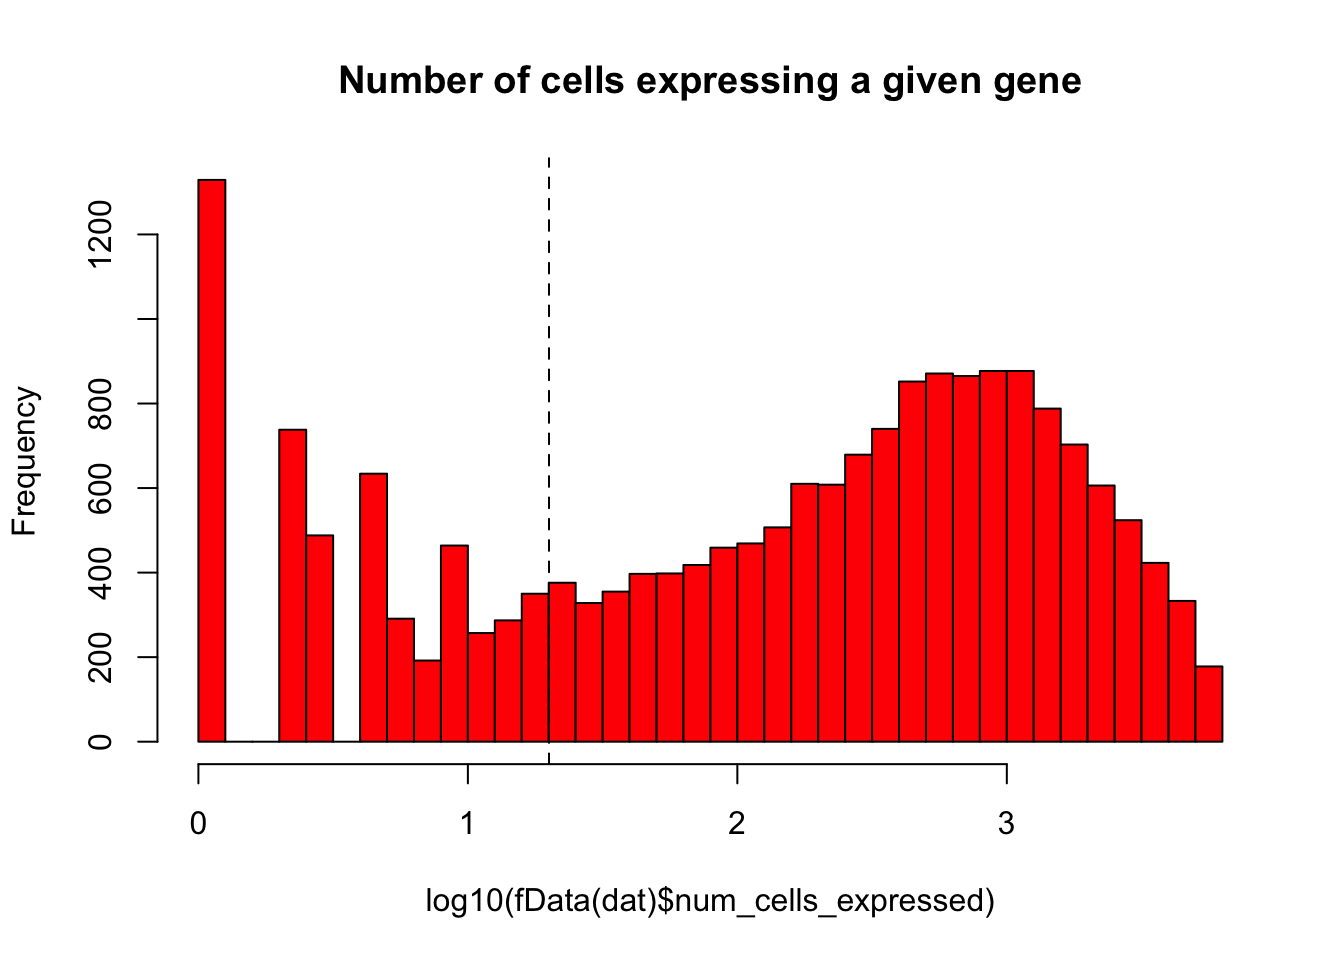 Number of cells expressing a given gene
Frequency
1200
800
600
400
200
0
0 1 2 3
log10(fData(dat)$num_cells_expressed)